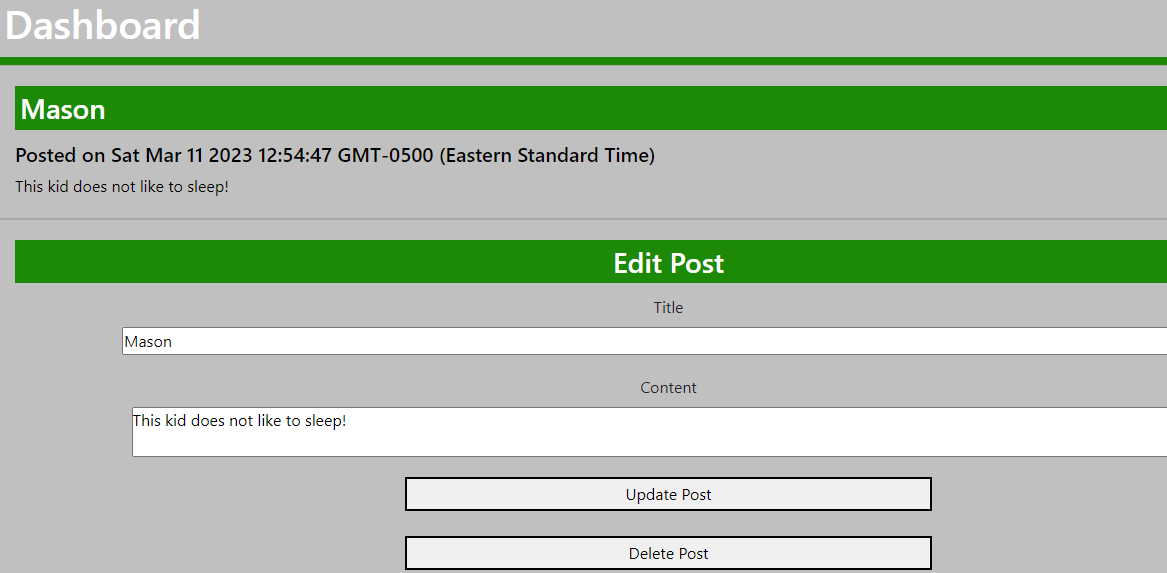 Dashboard
Mason
Posted on Sat Mar 11 2023 12:54:47 GMT-0500 (Eastern Standard Time)
This kid does not like to sleep!
Edit Post
Title
Mason
Content
This kid does not like to sleep!
Update Post
Delete Post